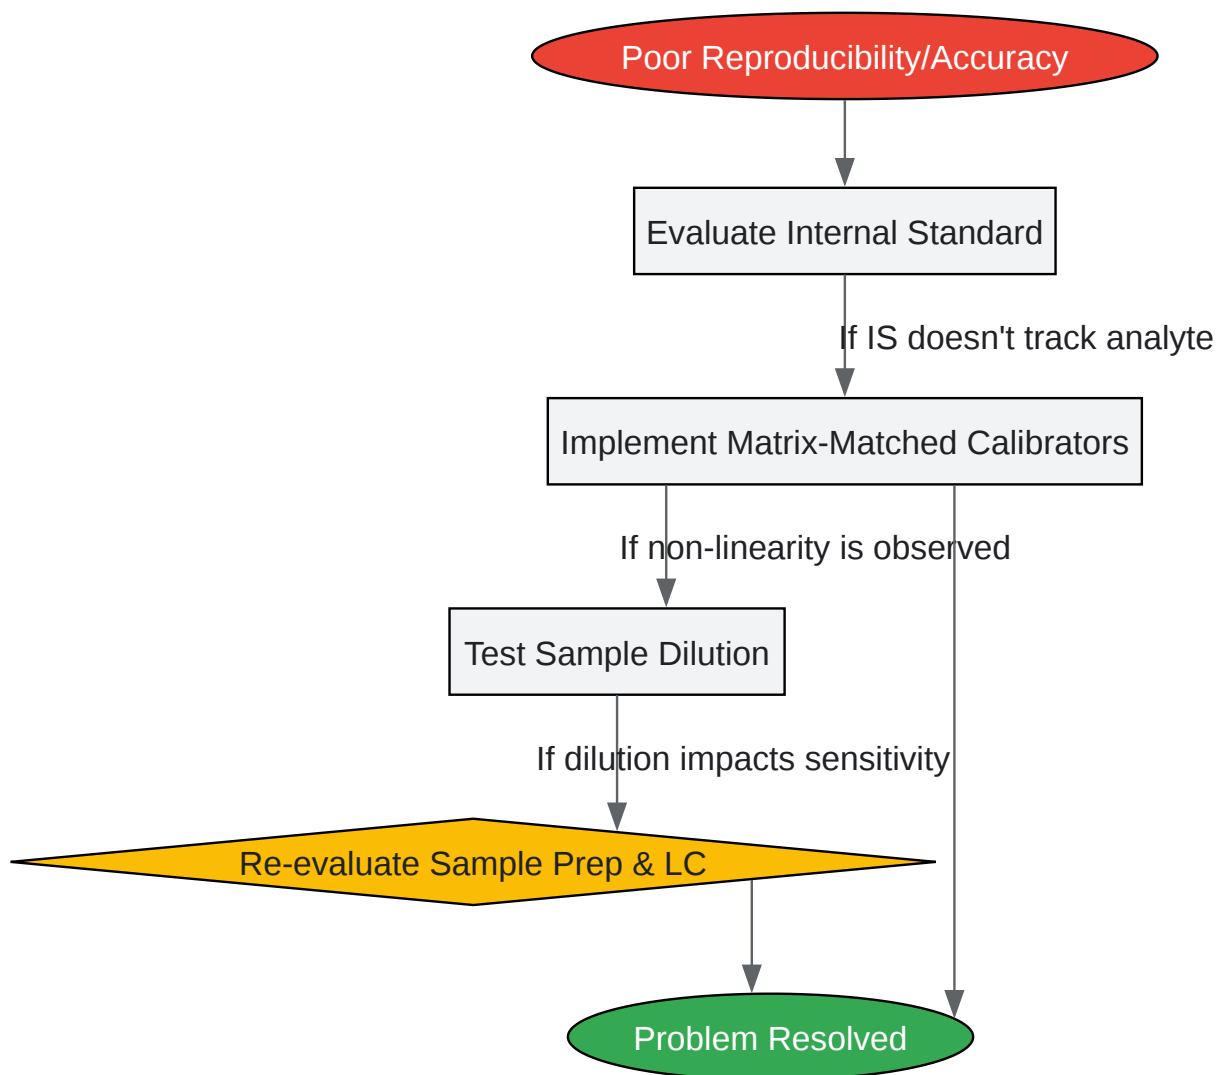 Poor Reproducibility/Accuracy
Evaluate Internal Standard
If IS doesn't track analyte
Implement Matrix-Matched Calibrators
If non-linearity is observed
Test Sample Dilution
If dilution impacts sensitivity
Re-evaluate Sample Prep & LC
Problem Resolved